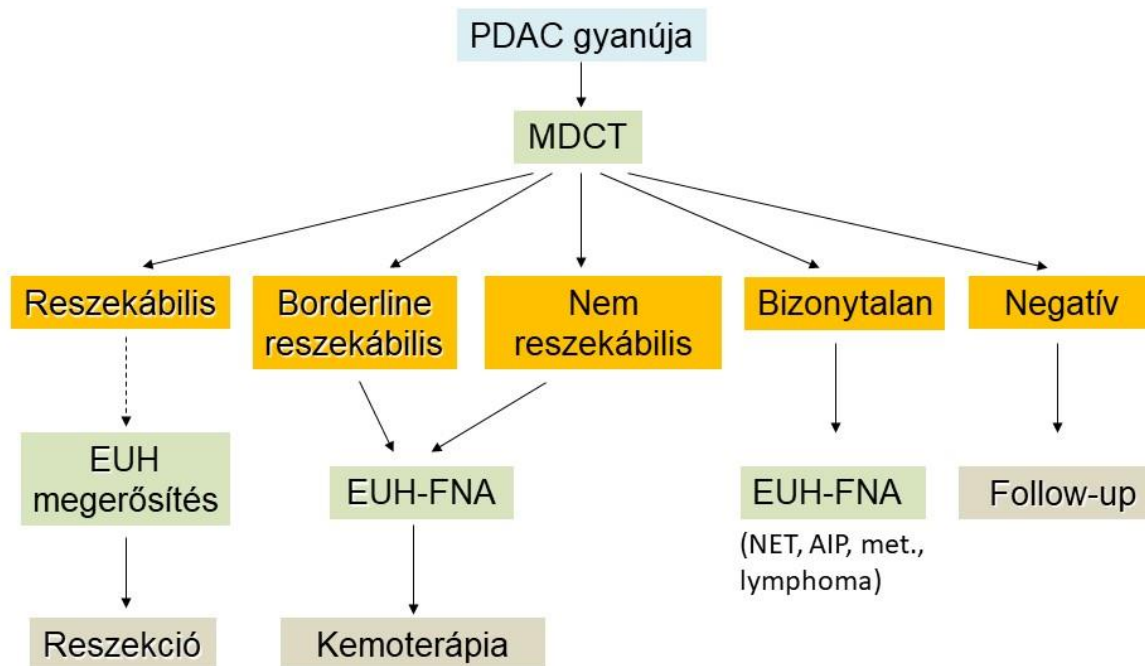 PDAC gyanúja
MDCT
Reszekábilis
Borderline
reszekábilis
Nem
reszekábilis
Bizonytalan
Negatív
EUH
megerősítés
EUH-FNA
EUH-FNA
(NET, AIP, met.,
lymphoma)
Follow-up
Reszekció
Kemoterápia